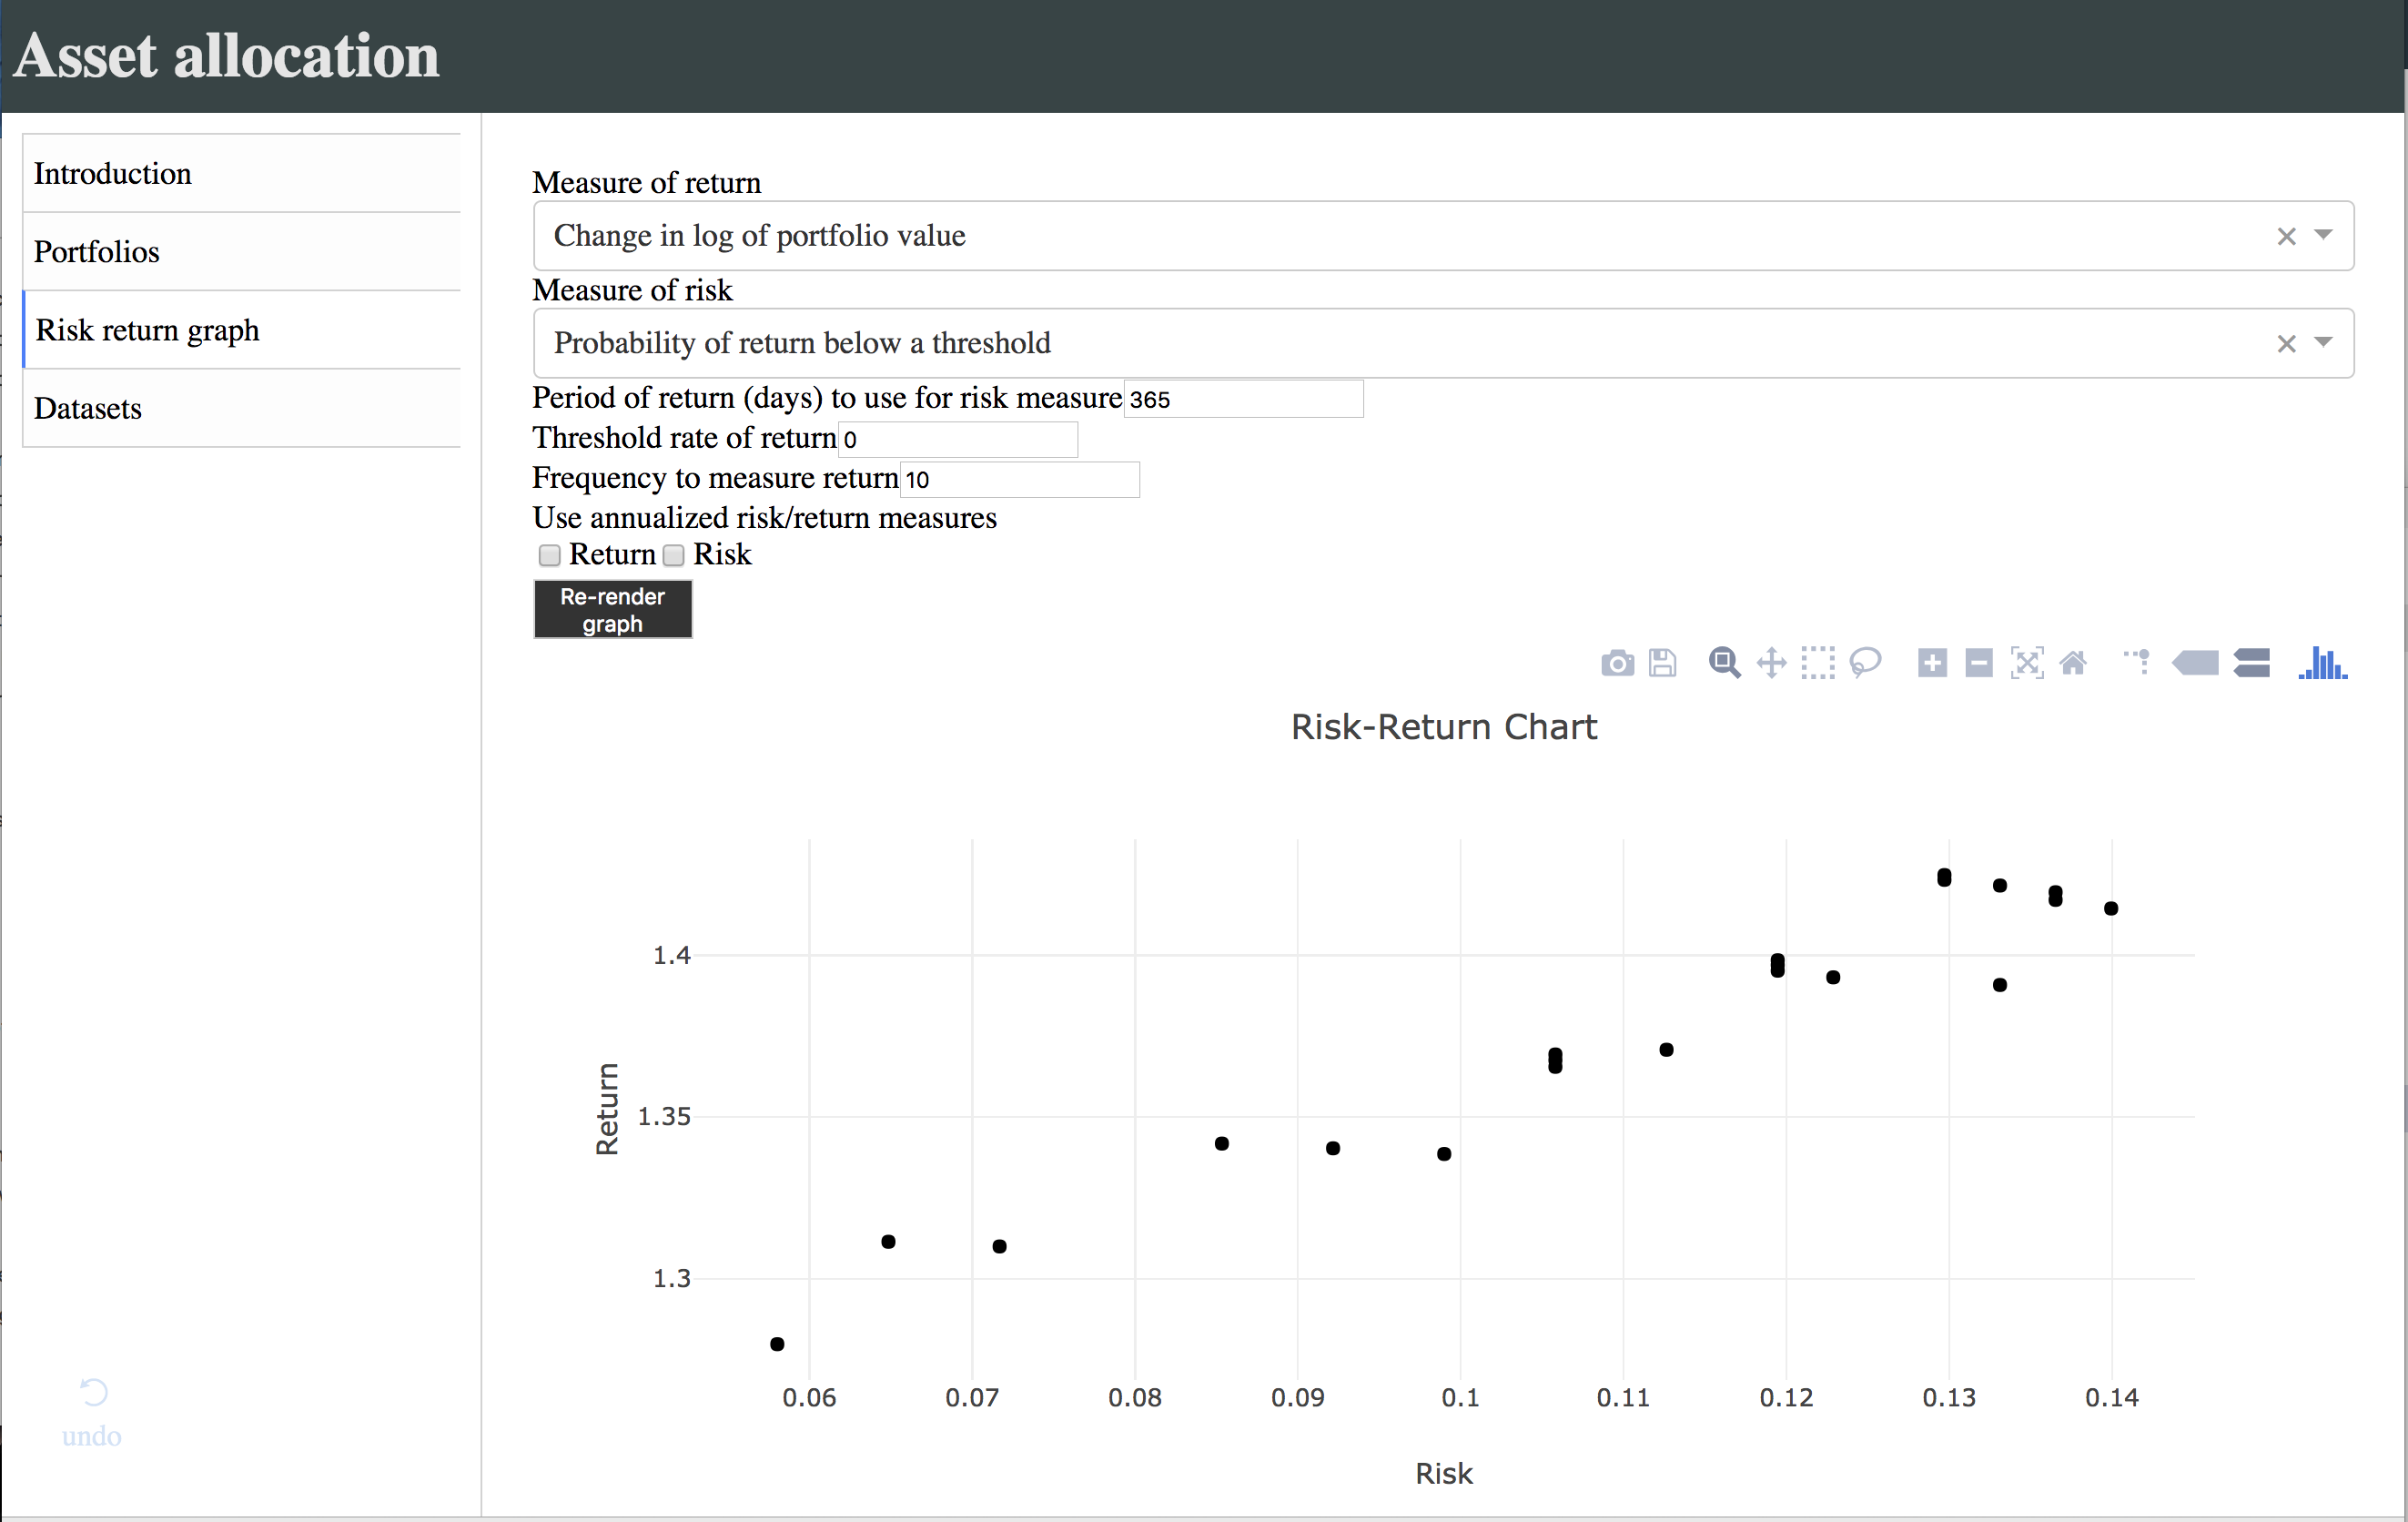 Asset allocation
Introduction
Portfolios
Risk return graph
Datasets
undo
Measure of return
Change in log of portfolio value
Measure of risk
Probability of return below a threshold
Period of return (days) to use for risk measure 365
Threshold rate of return 0
Frequency to measure return 10
Use annualized risk/return measures
Return Risk
Re-render
graph
Risk-Return Chart
Return
1.4
1.35
1.3
0.06 0.07 0.08 0.09 0.1 0.11 0.12 0.13 0.14
Risk